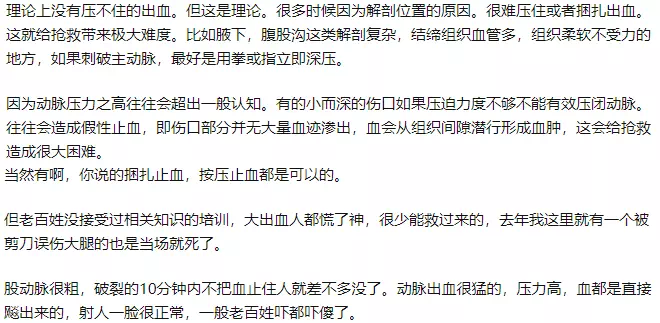 理论上没有压不住的出血。但这是理论。很多时候因为解剖位置的原因。很难压住或者捆扎出血。
这就给抢救带来极大难度。比如腋下，腹股沟这类解剖复杂，结缔组织血管多，组织柔软不受力的
地方，如果刺破主动脉，最好是用拳或指立即深压。
因为动脉压力之高往往会超出一般认知。有的小而深的伤口如果压迫力度不够不能有效压闭动脉。
往往会造成假性止血，即伤口部分并无大量血迹渗出，血会从组织间隙潜行形成血肿，这会给抢救
造成很大困难。
当然有啊，你说的捆扎止血，按压止血都是可以的。
但老百姓没接受过相关知识的培训，大出血人都慌了神，很少能救过来的，去年我这里就有一个被
剪刀误伤大腿的也是当场就死了。
股动脉很粗，破裂的10分钟内不把血止住人就差不多没了。动脉出血很猛的，压力高，血都是直接
飚出来的，射人一脸很正常，一般老百姓吓都吓傻了。